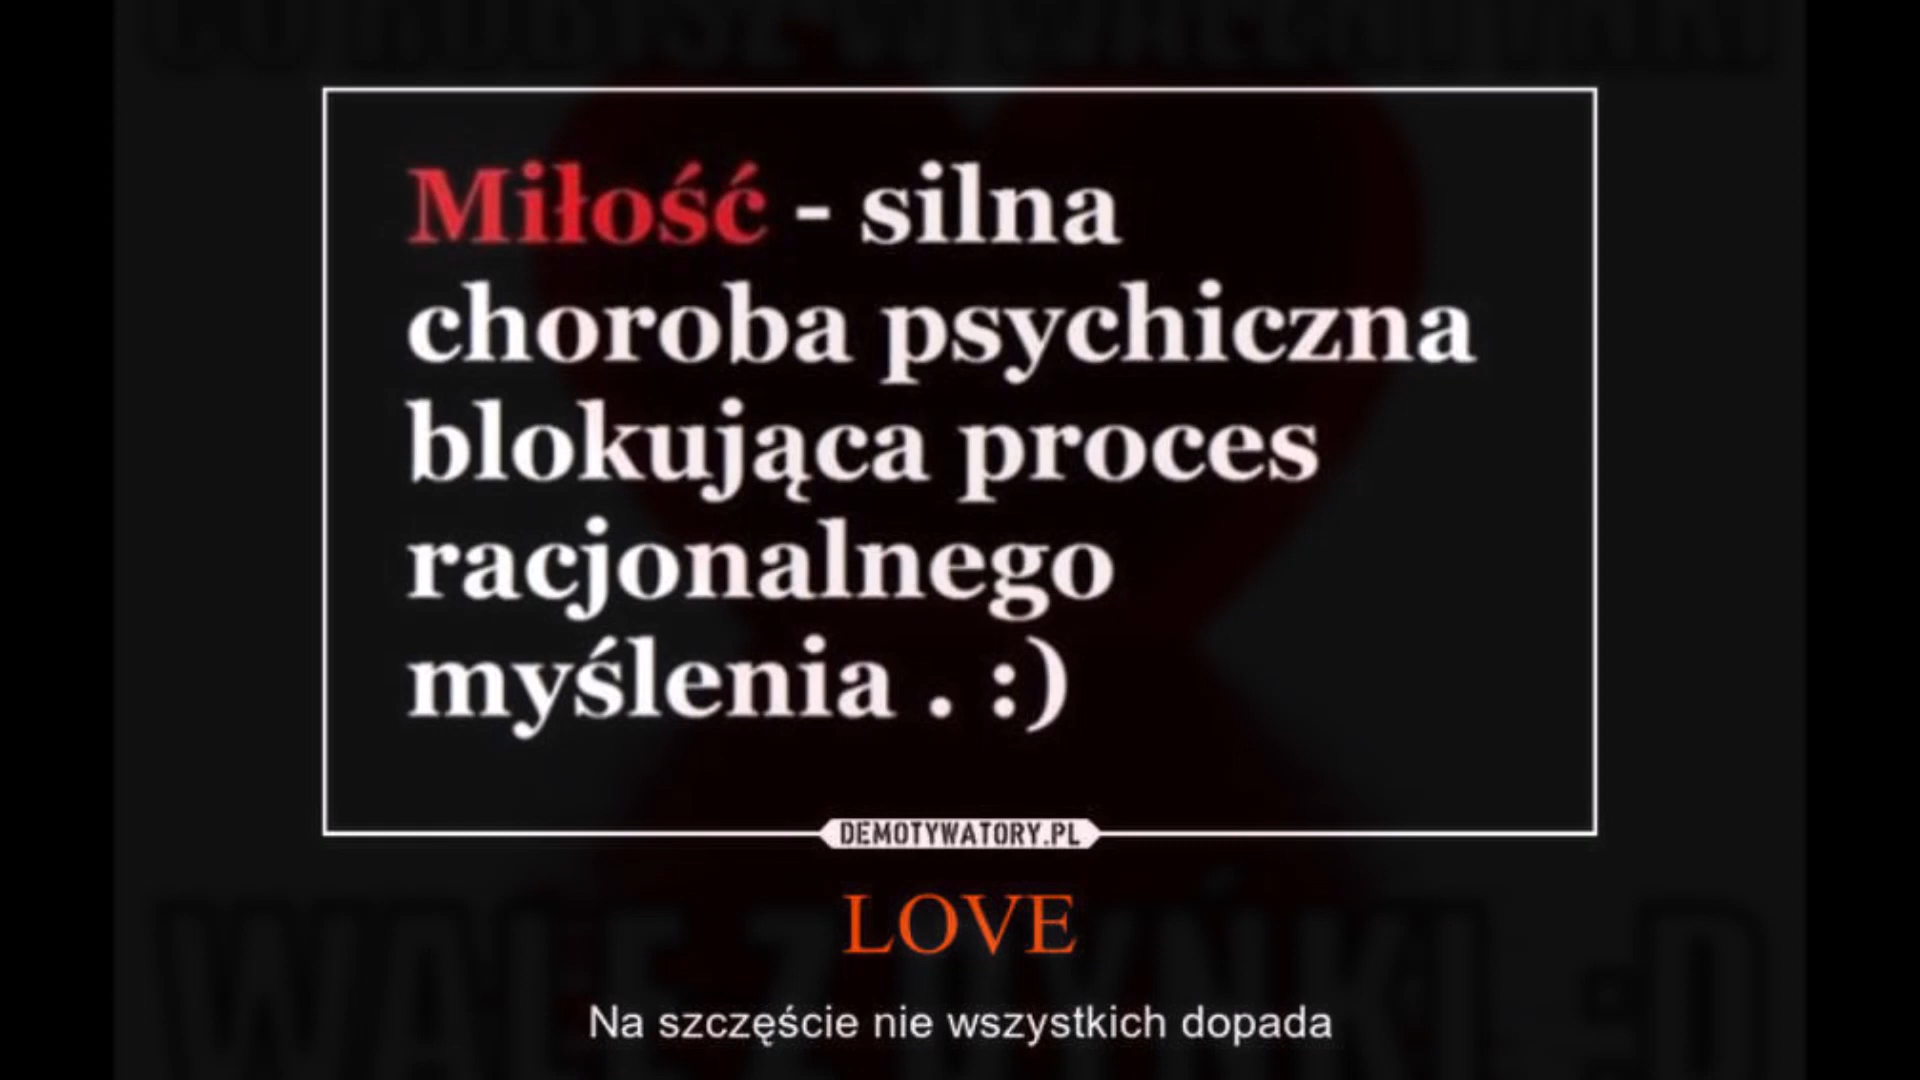 Miłość - silna
choroba psychiczna
blokująca proces
racjonalnego
myślenia . :)
DEMOTYWATORY.PL
LOVE
Na szczęście nie wszystkich dopada